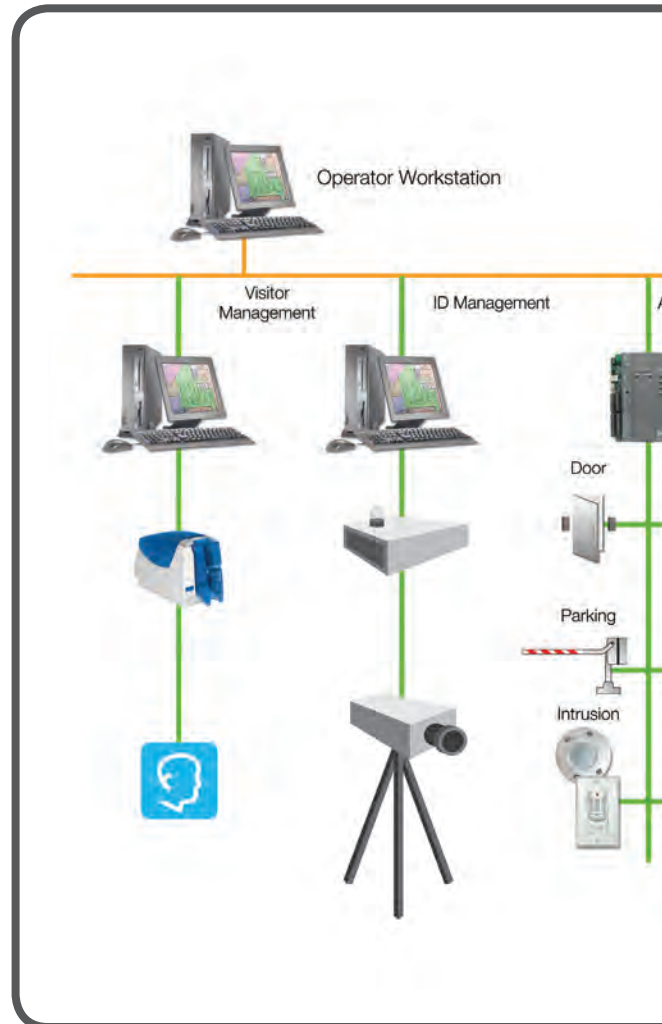 Operator Workstation
Visitor
Management
ID Management
A
Door
Parking
Intrusion